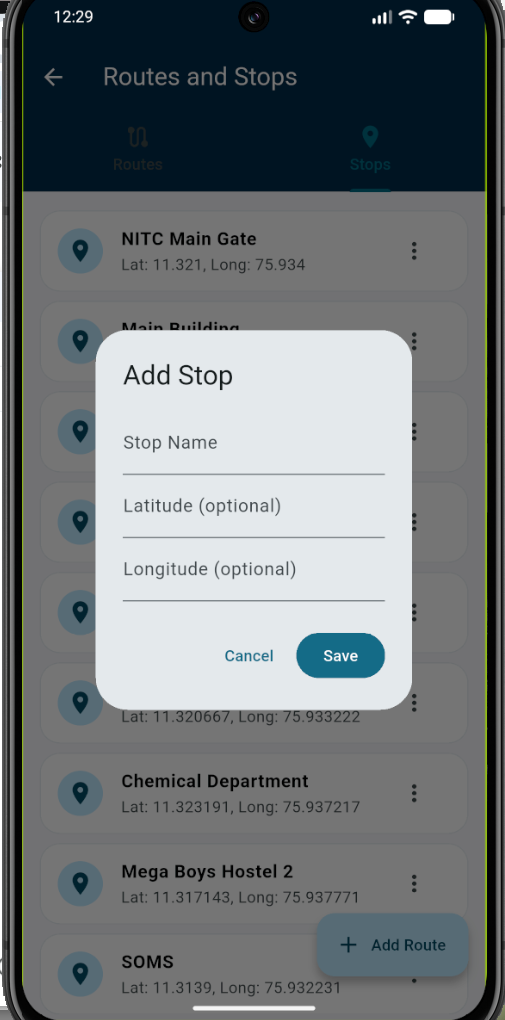 12:29
Routes and Stops
Routes
Stops
NITC Main Gate
Lat: 11.321, Long: 75.934
Main Building
Add Stop
Stop Name
Latitude (optional)
Longitude (optional)
Cancel
Save
Lat: 11.320667, Long: 75.933222
Chemical Department
Lat: 11.323191, Long: 75.937217
Mega Boys Hostel 2
Lat: 11.317143, Long: 75.937771
Add Route
SOMS
Lat: 11.3139, Long: 75.932231